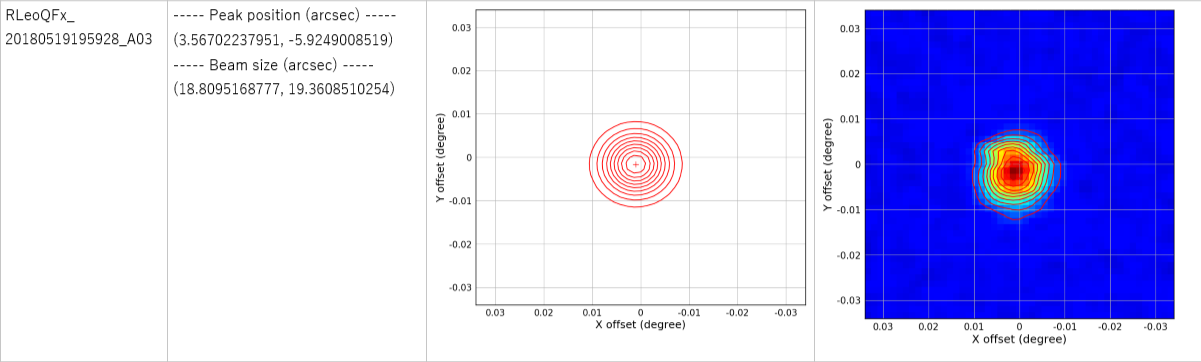 RLeoQFx_
20180519195928_A03
----- Peak position (arcsec) -----
(3.56702237951, -5.9249008519)
----- Beam size (arcsec) -----
(18.8095168777, 19.3608510254)
0.03
0.02
0.01
0
-0.01
-0.02
-0.03
Y offset (degree)
0.03 0.02 0.01 0 -0.01 -0.02 -0.03
X offset (degree)
0.03
0.02
0.01
0
-0.01
-0.02
-0.03
Y offset (degree)
0.03 0.02 0.01 0 -0.01 -0.02 -0.03
X offset (degree)